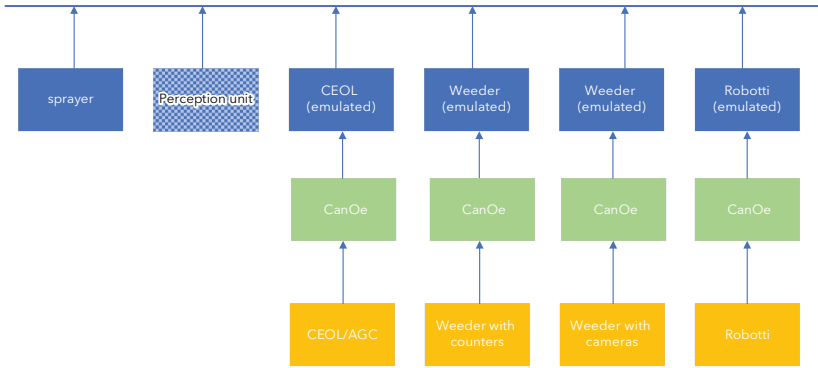 sprayer
Perception unit
CEOL
(emulated)
Weeder
(emulated)
Weeder
(emulated)
Robotti
(emulated)
CanOe
CanOe
CanOe
CanOe
CEOL/AGC
Weeder with
counters
Weeder with
cameras
Robotti